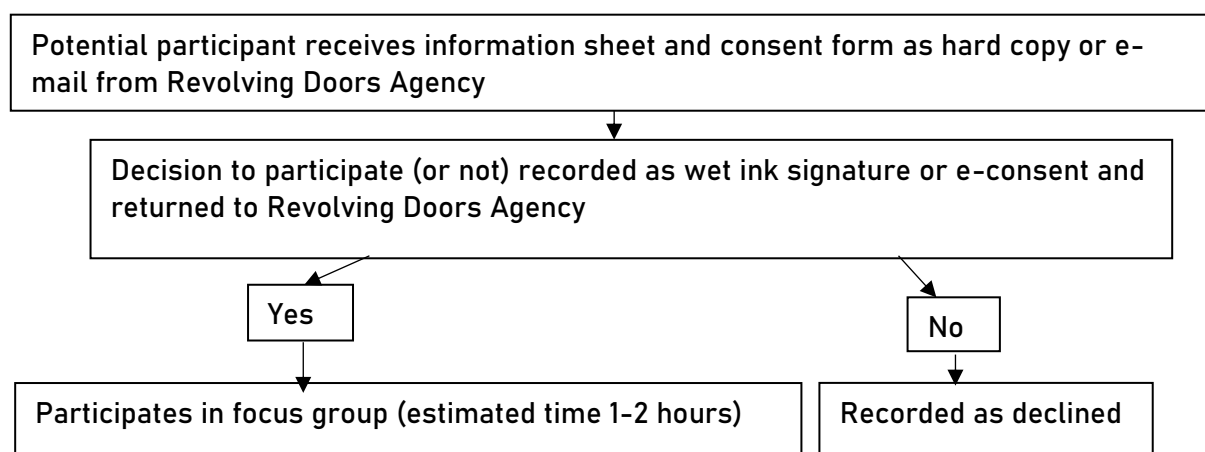 Potential participant receives information sheet and consent form as hard copy or e-
mail from Revolving Doors Agency
Decision to participate (or not) recorded as wet ink signature or e-consent and
returned to Revolving Doors Agency
Yes
No
Participates in focus group (estimated time 1-2 hours)
Recorded as declined